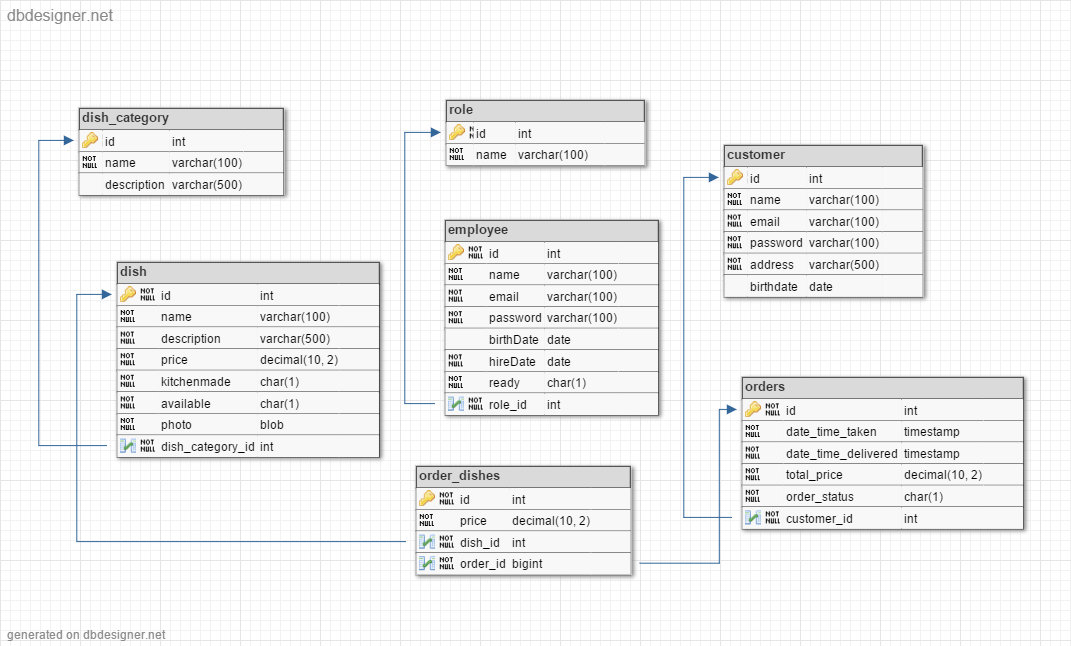 dbdesigner.net
dish_category
id int
NOT NULL name varchar(100)
description varchar(500)
role
N N id int
NOT NULL name varchar(100)
customer
id int
NOT NULL name varchar(100)
NOT NULL email varchar(100)
NOT NULL password varchar(100)
NOT NULL address varchar(500)
birthdate date
employee
NOT NULL id int
NOT NULL name varchar(100)
NOT NULL email varchar(100)
NOT NULL password varchar(100)
birthDate date
NOT NULL hireDate date
NOT NULL ready char(1)
NOT NULL role_id int
dish
NOT NULL id int
NOT NULL name varchar(100)
NOT NULL description varchar(500)
NOT NULL price decimal(10, 2)
NOT NULL kitchenmade char(1)
NOT NULL available char(1)
NOT NULL photo blob
NOT NULL dish_category_id int
orders
NOT NULL id int
NOT NULL date_time_taken timestamp
NOT NULL date_time_delivered timestamp
NOT NULL total_price decimal(10, 2)
NOT NULL order_status char(1)
NOT NULL customer_id int
order_dishes
NOT NULL id int
NOT NULL price decimal(10, 2)
NOT NULL dish_id int
NOT NULL order_id bigint
generated on dbdesigner.net